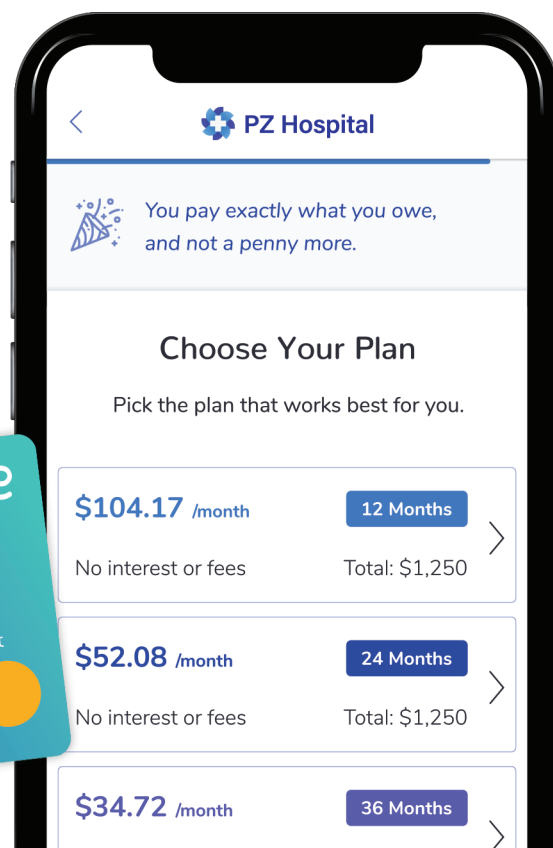 PZ Hospital
You pay exactly what you owe,
and not a penny more.
Choose Your Plan
Pick the plan that works best for you.
$104.17 /month 12 Months
No interest or fees Total: $1,250
$52.08 /month 24 Months
No interest or fees Total: $1,250
$34.72 /month 36 Months